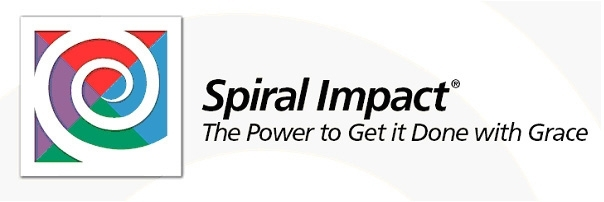 Spiral Impact®
The Power to Get it Done with Grace